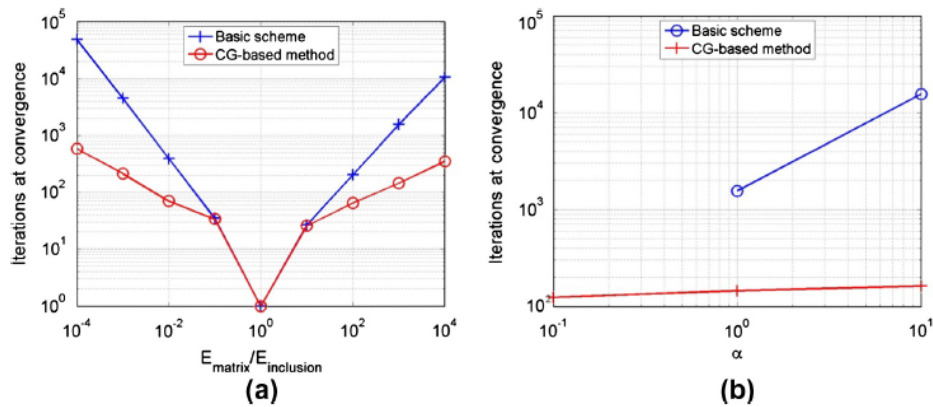 10^5
10^4
10^3
10^2
10^1
10^0
Iterations at convergence
Basic scheme
CG-based method
10^-4
10^-2
10^0
10^2
10^4
E_matrix/E_inclusion
(a)
10^5
10^4
10^3
10^2
Iterions at convergence
Basic scheme
CG-based method
10^-1
10^0
10^1
α
(b)